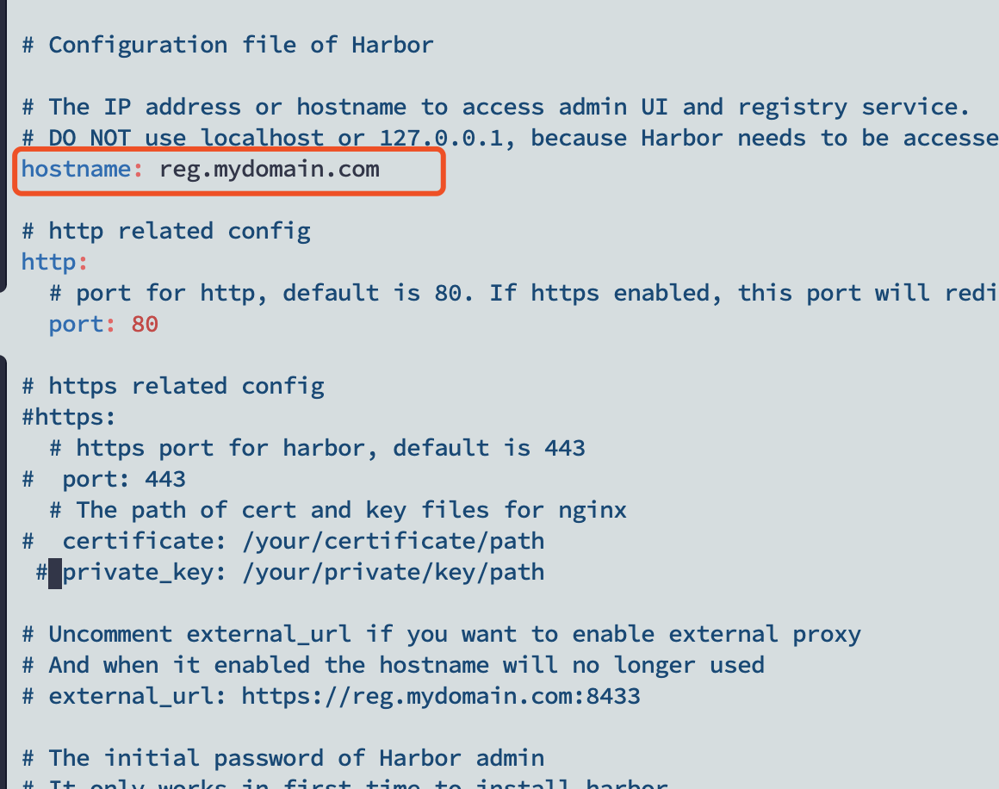 # Configuration file of Harbor
# The IP address or hostname to access admin UI and registry service.
# DO NOT use localhost or 127.0.0.1, because Harbor needs to be accesse
hostname: reg.mydomain.com
# http related config
http:
# port for http, default is 80. If https enabled, this port will redi
port: 80
# https related config
#https:
# https port for harbor, default is 443
# port: 443
# The path of cert and key files for nginx
# certificate: /your/certificate/path
# private_key: /your/private/key/path
# Uncomment external_url if you want to enable external proxy
# And when it enabled the hostname will no longer used
# external_url: https://reg.mydomain.com:8433
# The initial password of Harbor admin
# It only works in first time to install harbor